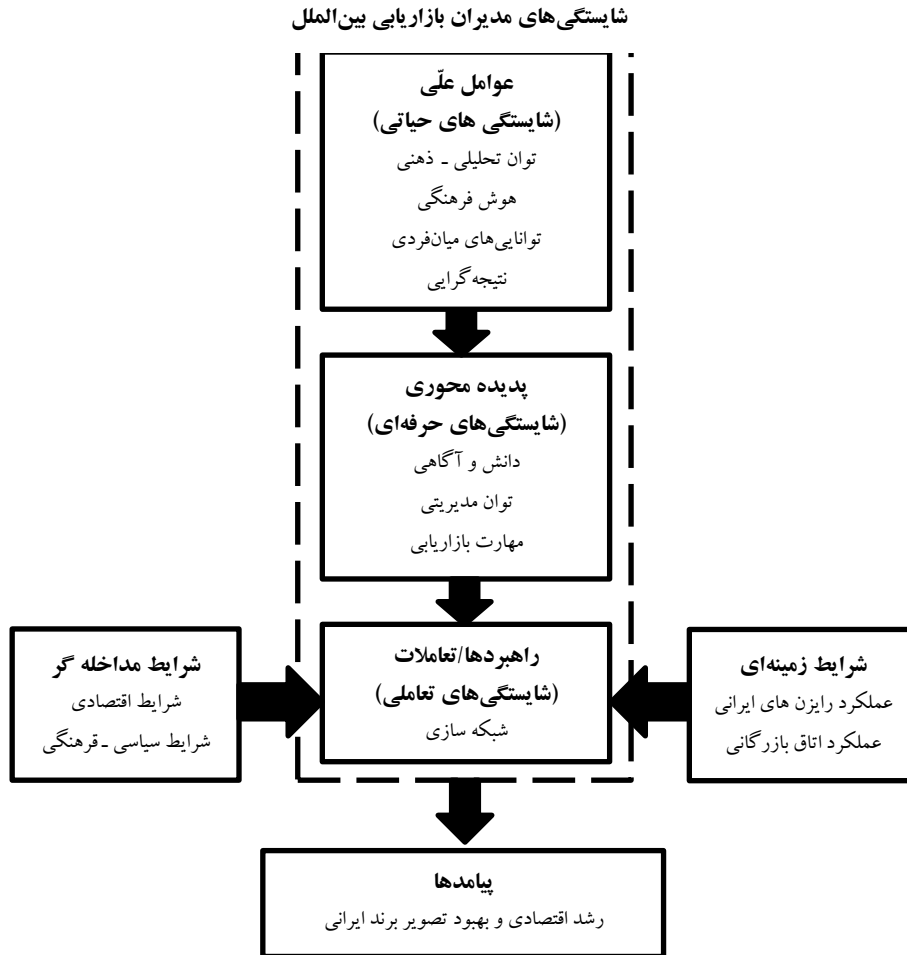 شایستگی‌های مدیران بازاریابی بین‌الملل
عوامل علّی
(شایستگی های حیاتی)
توان تحلیلی ـ ذهنی
هوش فرهنگی
توانایی‌های میان‌فردی
نتیجه‌گرایی
پدیده محوری
(شایستگی‌های حرفه‌ای)
دانش و آگاهی
توان مدیریتی
مهارت بازاریابی
شرایط زمینه‌ای
عملکرد رایزن های ایرانی
عملکرد اتاق بازرگانی
راهبردها/تعاملات
(شایستگی‌های تعاملی)
شبکه سازی
شرایط مداخله گر
شرایط اقتصادی
شرایط سیاسی ـ قرهنگی
پیامدها
رشد اقتصادی و بهبود تصویر برند ایرانی